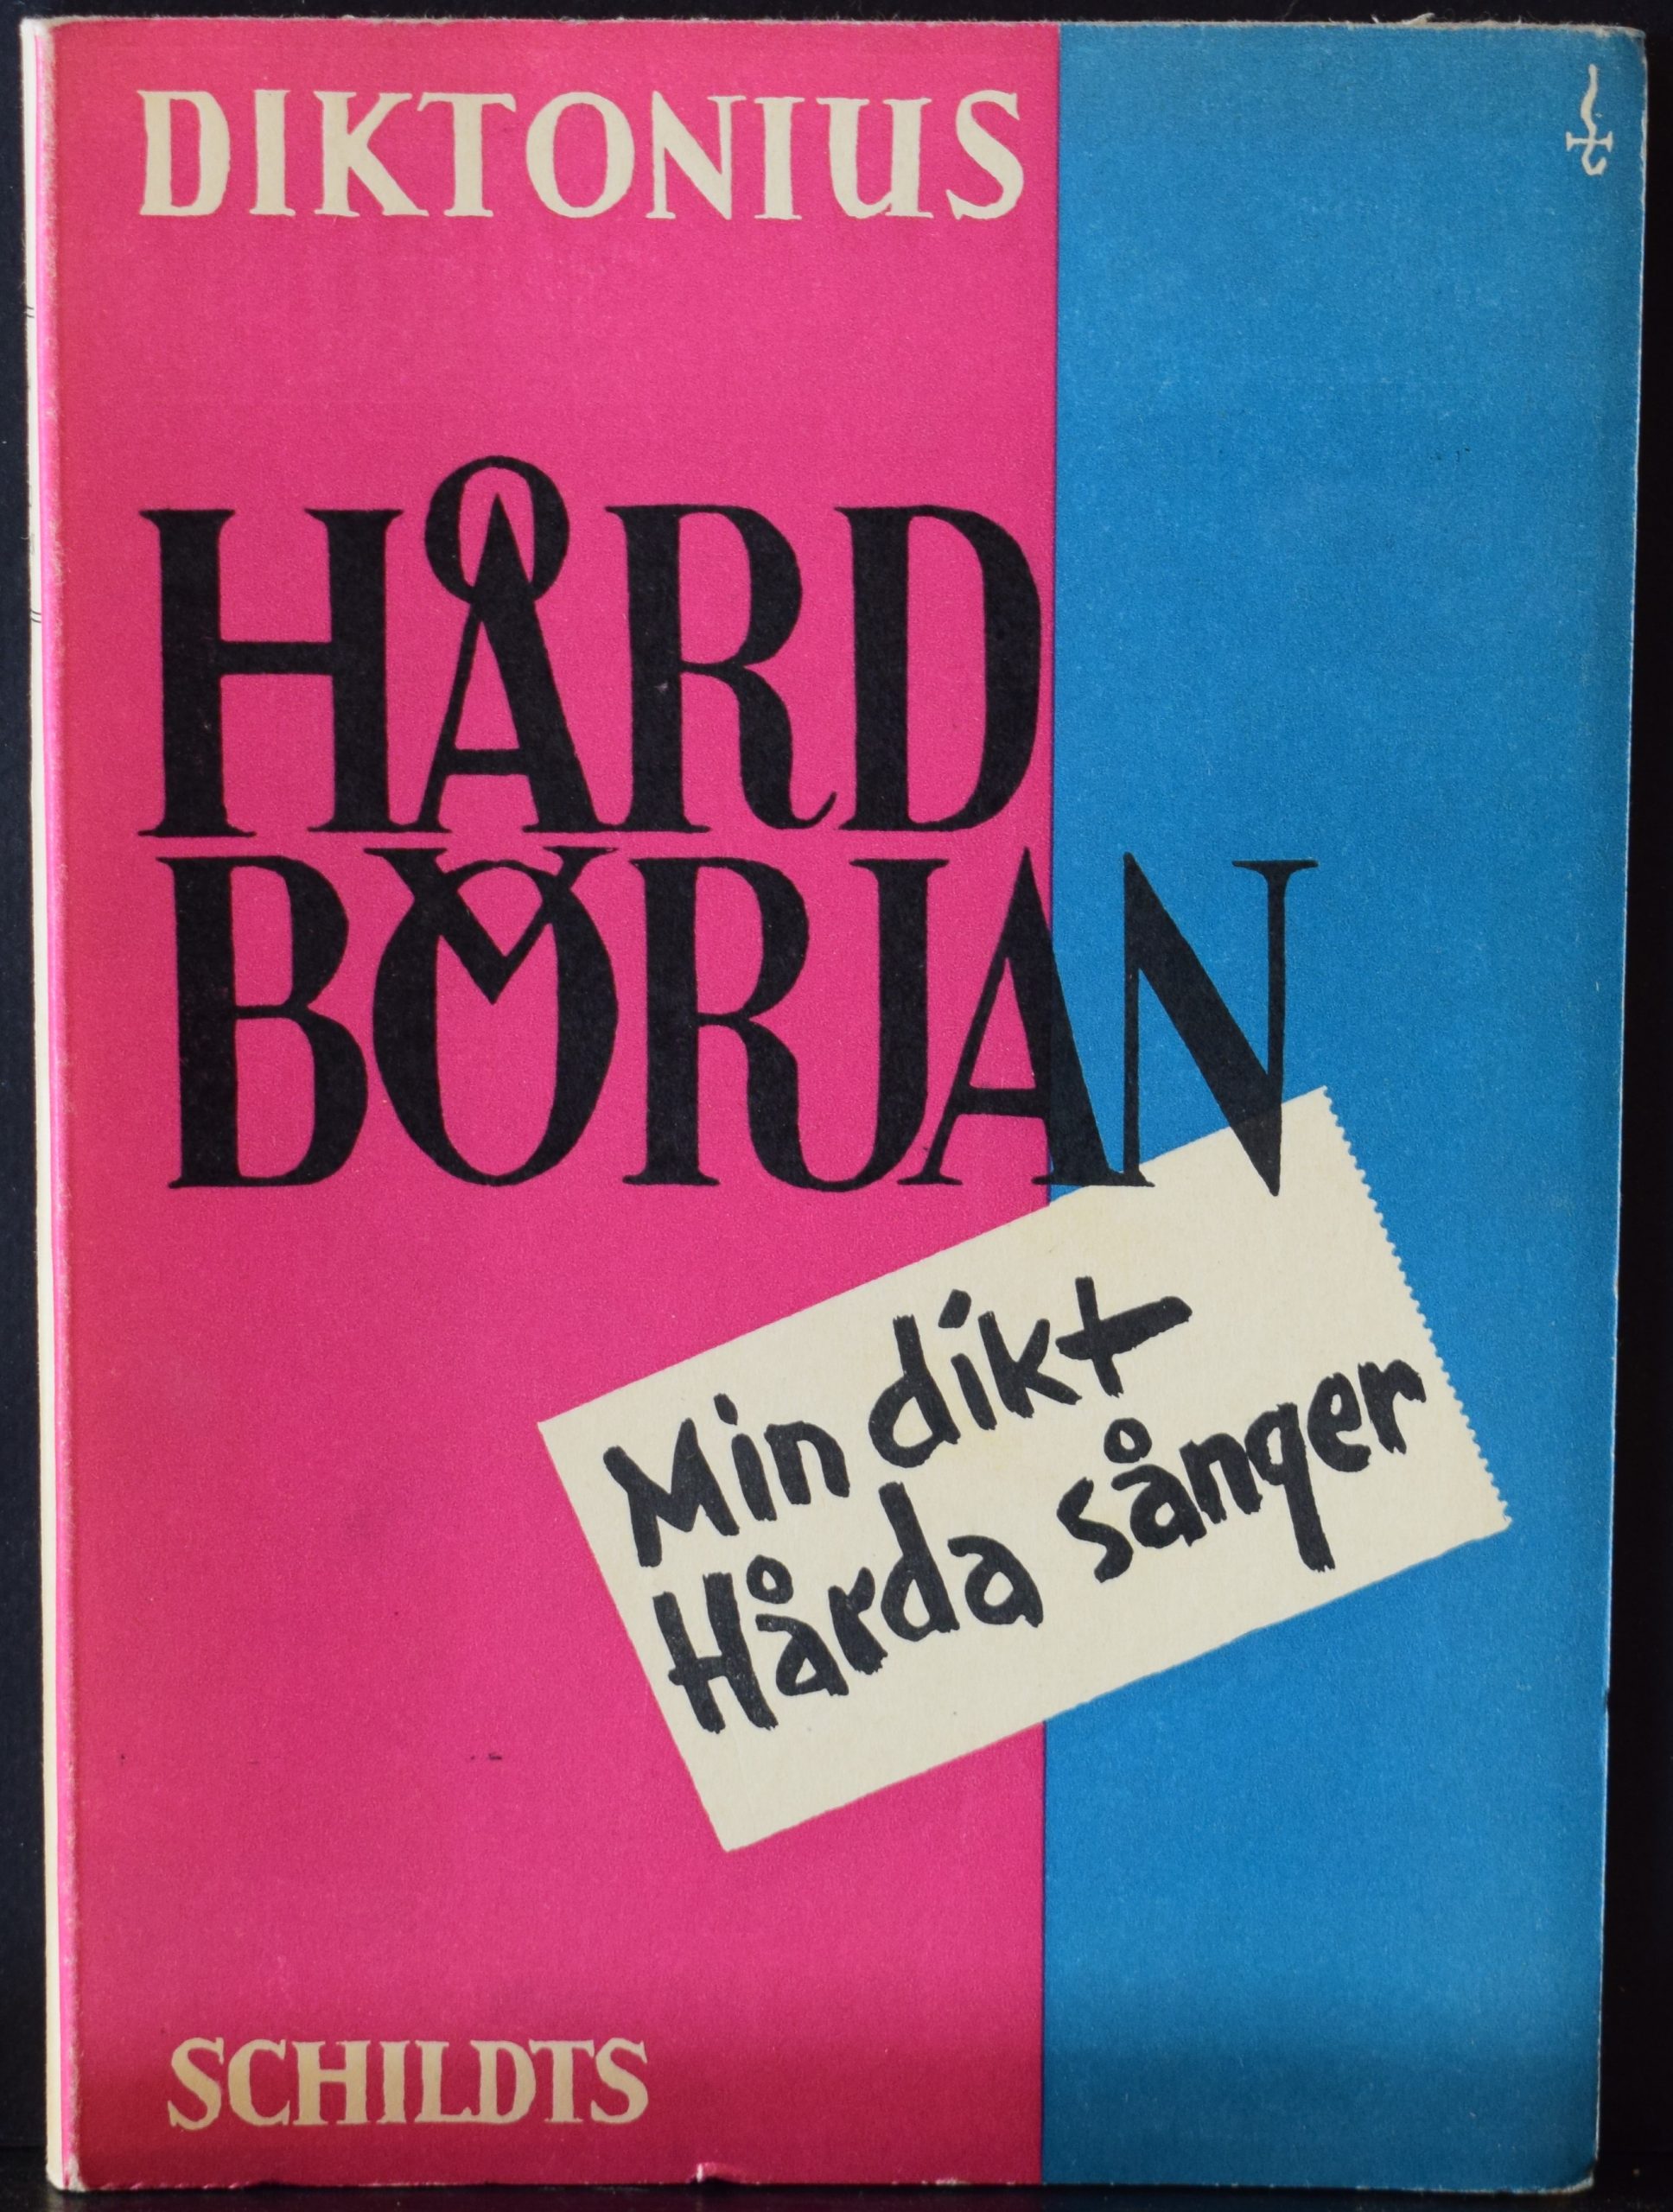 DIKTONIUS
HÅRD
BÖRJAN
Min dikt
Hårda sånger
SCHILDTS